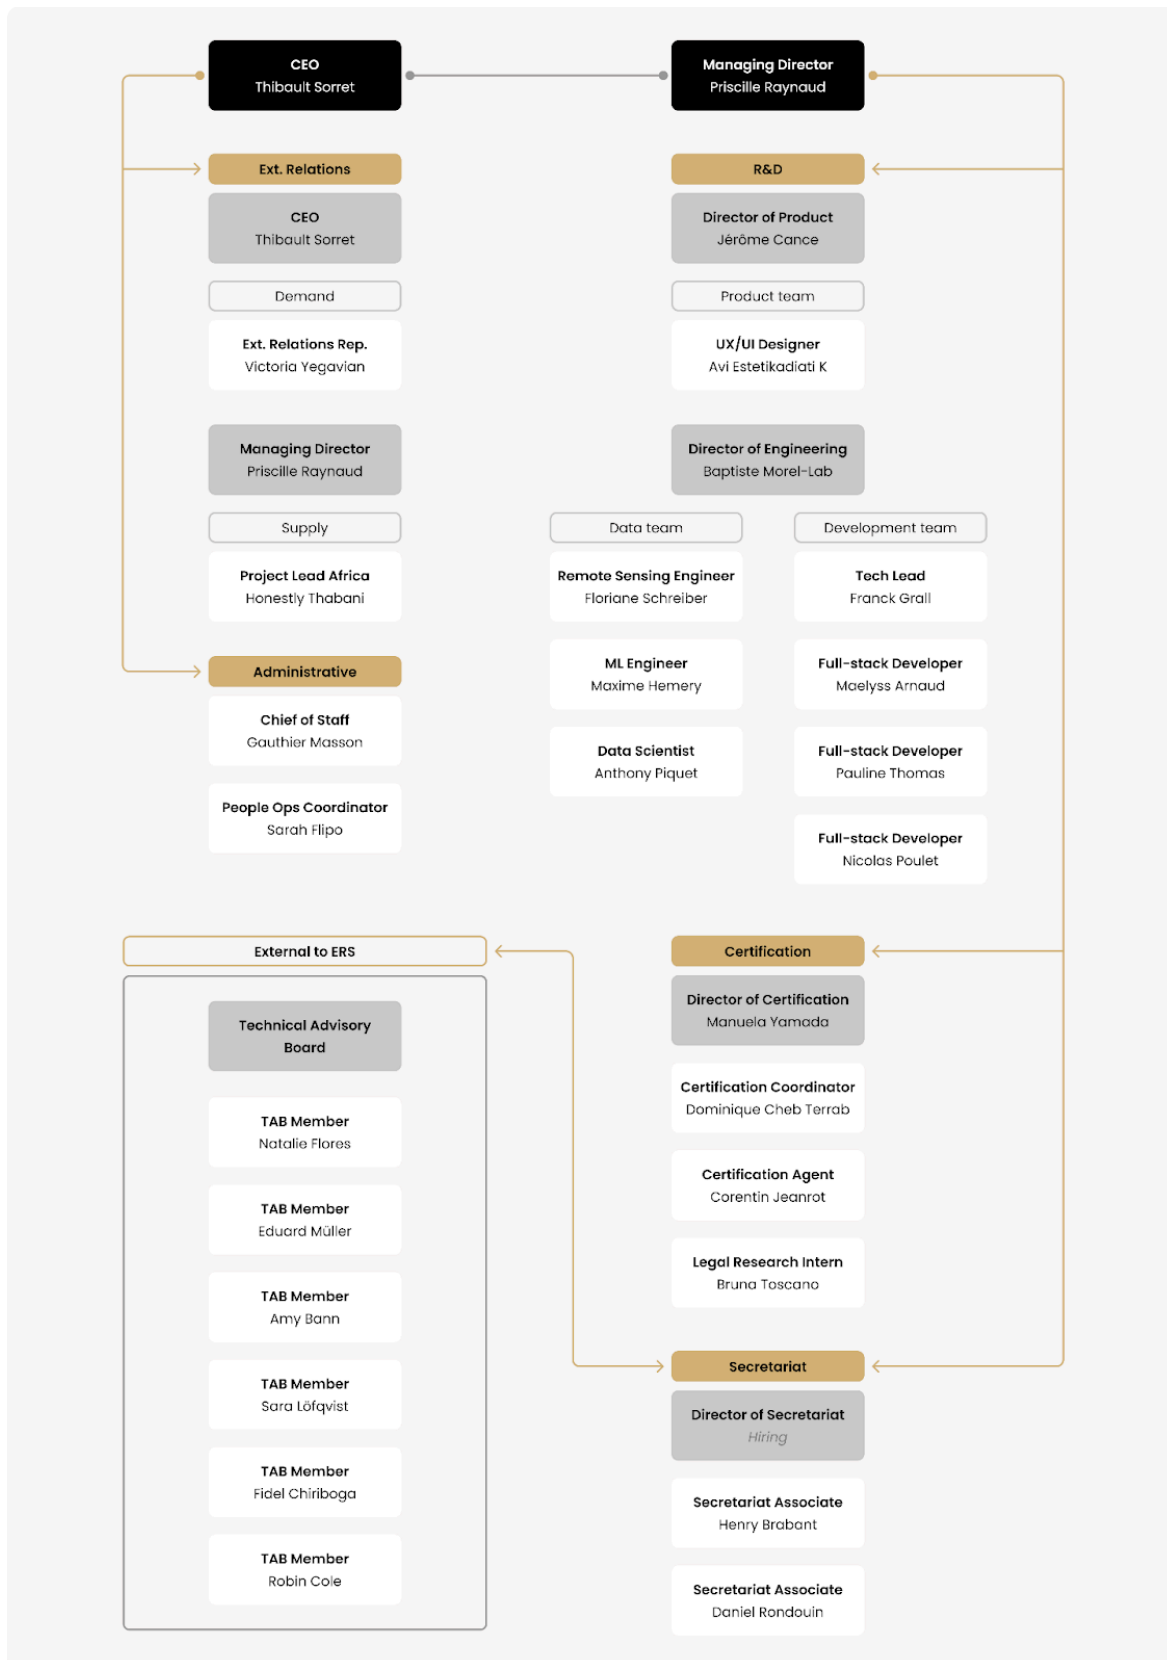 CEO
Thibault Sorret
Managing Director
Priscille Raynaud
Ext. Relations
CEO
Thibault Sorret
Demand
Ext. Relations Rep.
Victoria Yegavian
Managing Director
Priscille Raynaud
Supply
Project Lead Africa
Honestly Thabani
Administrative
Chief of Staff
Gauthier Masson
People Ops Coordinator
Sarah Flipo
R&D
Director of Product
Jérôme Cance
Product team
UX/UI Designer
Avi Estetikadiati K
Director of Engineering
Baptiste Morel-Lab
Data team
Remote Sensing Engineer
Floriane Schreiber
ML Engineer
Maxime Hemery
Data Scientist
Anthony Piquet
Development team
Tech Lead
Franck Grall
Full-stack Developer
Maelyss Arnaud
Full-stack Developer
Pauline Thomas
Full-stack Developer
Nicolas Poulet
External to ERS
Technical Advisory
Board
TAB Member
Natalie Flores
TAB Member
Eduard Müller
TAB Member
Amy Bann
TAB Member
Sara Löfqvist
TAB Member
Fidel Chiriboga
TAB Member
Robin Cole
Certification
Director of Certification
Manuela Yamada
Certification Coordinator
Dominique Cheb Terrab
Certification Agent
Corentin Jeanrot
Legal Research Intern
Bruna Toscano
Secretariat
Director of Secretariat
Hiring
Secretariat Associate
Henry Brabant
Secretariat Associate
Daniel Rondouin